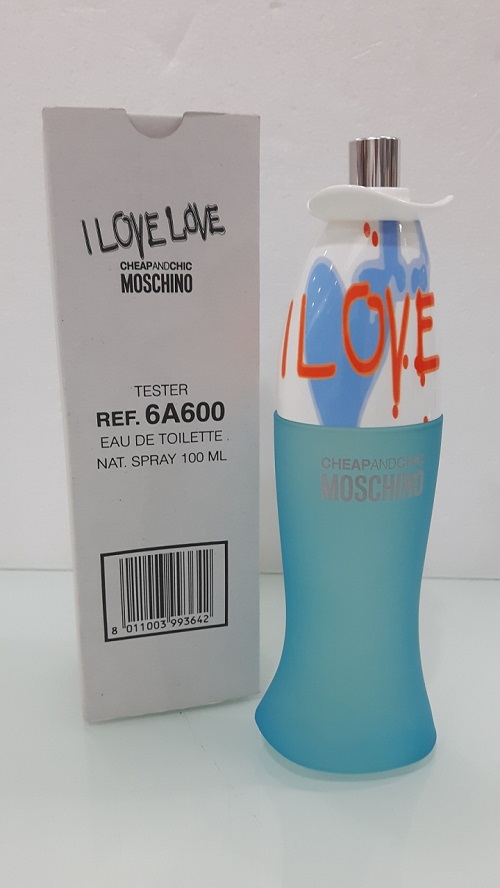 I LOVE LOVE
CHEAPANDCHIC
MOSCHINO
TESTER
REF. 6A600
EAU DE TOILETTE .
NAT. SPRAY 100 ML
8 011003 993642
I LOVE
CHEAPANDCHIC
MOSCHINO